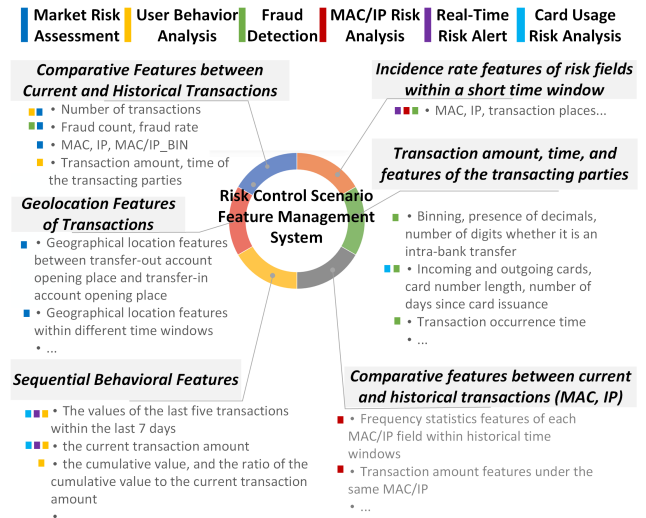 Market Risk Assessment
User Behavior Analysis
Fraud Detection
MAC/IP Risk Analysis
Real-Time Risk Alert
Card Usage Risk Analysis
Comparative Features between
Current and Historical Transactions
• Number of transactions
• Fraud count, fraud rate
• MAC, IP, MAC/IP_BIN
• Transaction amount, time of
the transacting parties
Incidence rate features of risk fields
within a short time window
• MAC, IP, transaction places...
Transaction amount, time, and
features of the transacting parties
• Binning, presence of decimals,
number of digits whether it is an
intra-bank transfer
• Incoming and outgoing cards,
card number length, number of
days since card issuance
• Transaction occurrence time
• ...
Risk Control Scenario
Feature Management
System
Geolocation Features
of Transactions
• Geographical location features
between transfer-out account
opening place and transfer-in
account opening place
• Geographical location features
within different time windows
• ...
Sequential Behavioral Features
• The values of the last five transactions
within the last 7 days
• the current transaction amount
• the cumulative value, and the ratio of the
cumulative value to the current transaction
amount
•
Comparative features between current
and historical transactions (MAC, IP)
• Frequency statistics features of each
MAC/IP field within historical time
windows
• Transaction amount features under the
same MAC/IP
• ...